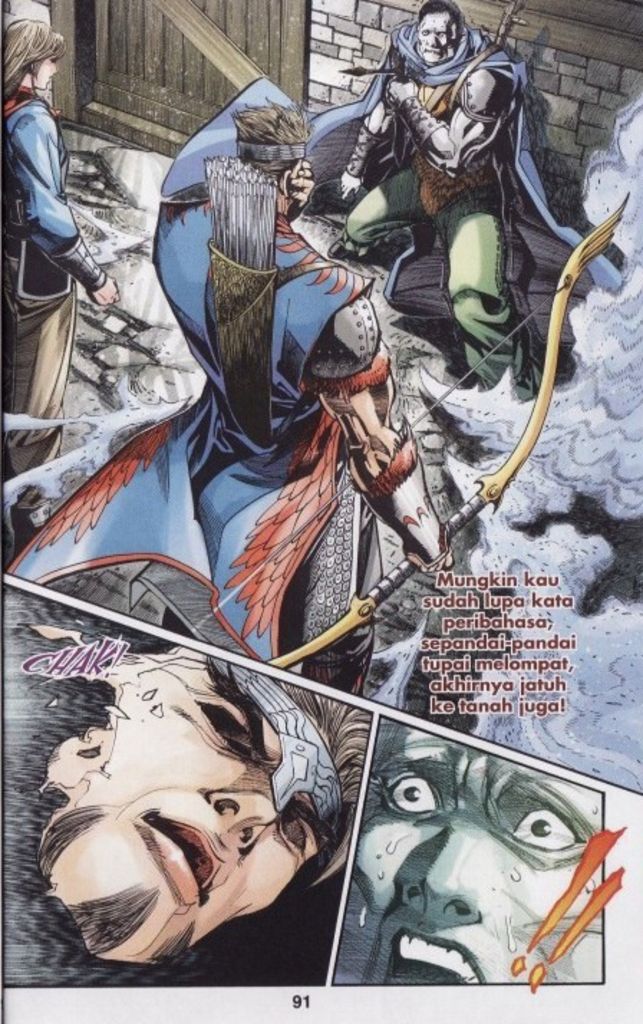 Mungkin kau
sudah lupa kata
peribahasa,
sepandai-pandai
tupai melompat,
akhirnya jatuh
ke tanah juga!
CHAK!
!!
91